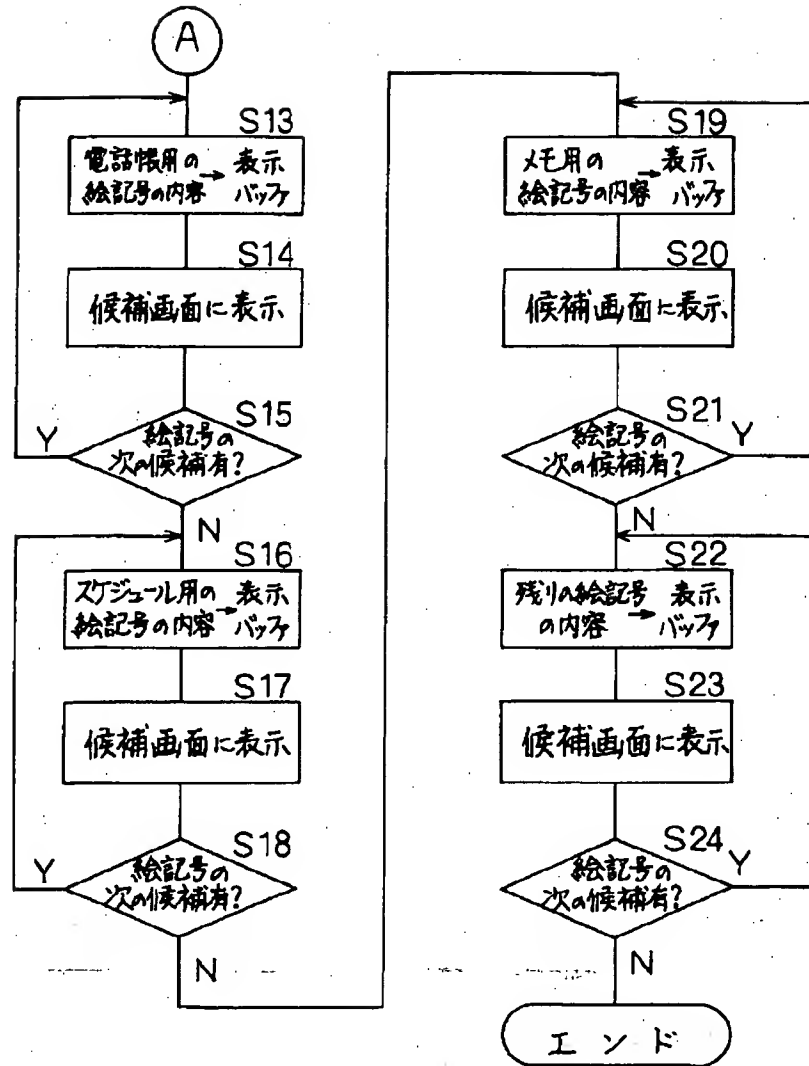 A
S13
電話帳用の → 表示
絵記号の内容 バッファ
S14
候補画面に表示
S15
絵記号の
次の候補有?
Y
N
S16
スケジュール用の → 表示
絵記号の内容 バッファ
S17
候補画面に表示
S18
絵記号の
次の候補有?
Y
N
S19
メモ用の → 表示
絵記号の内容 バッファ
S20
候補画面に表示
S21
絵記号の
次の候補有?
Y
N
S22
残りの絵記号 → 表示
の内容 バッファ
S23
候補画面に表示
S24
絵記号の
次の候補有?
Y
N
エンド